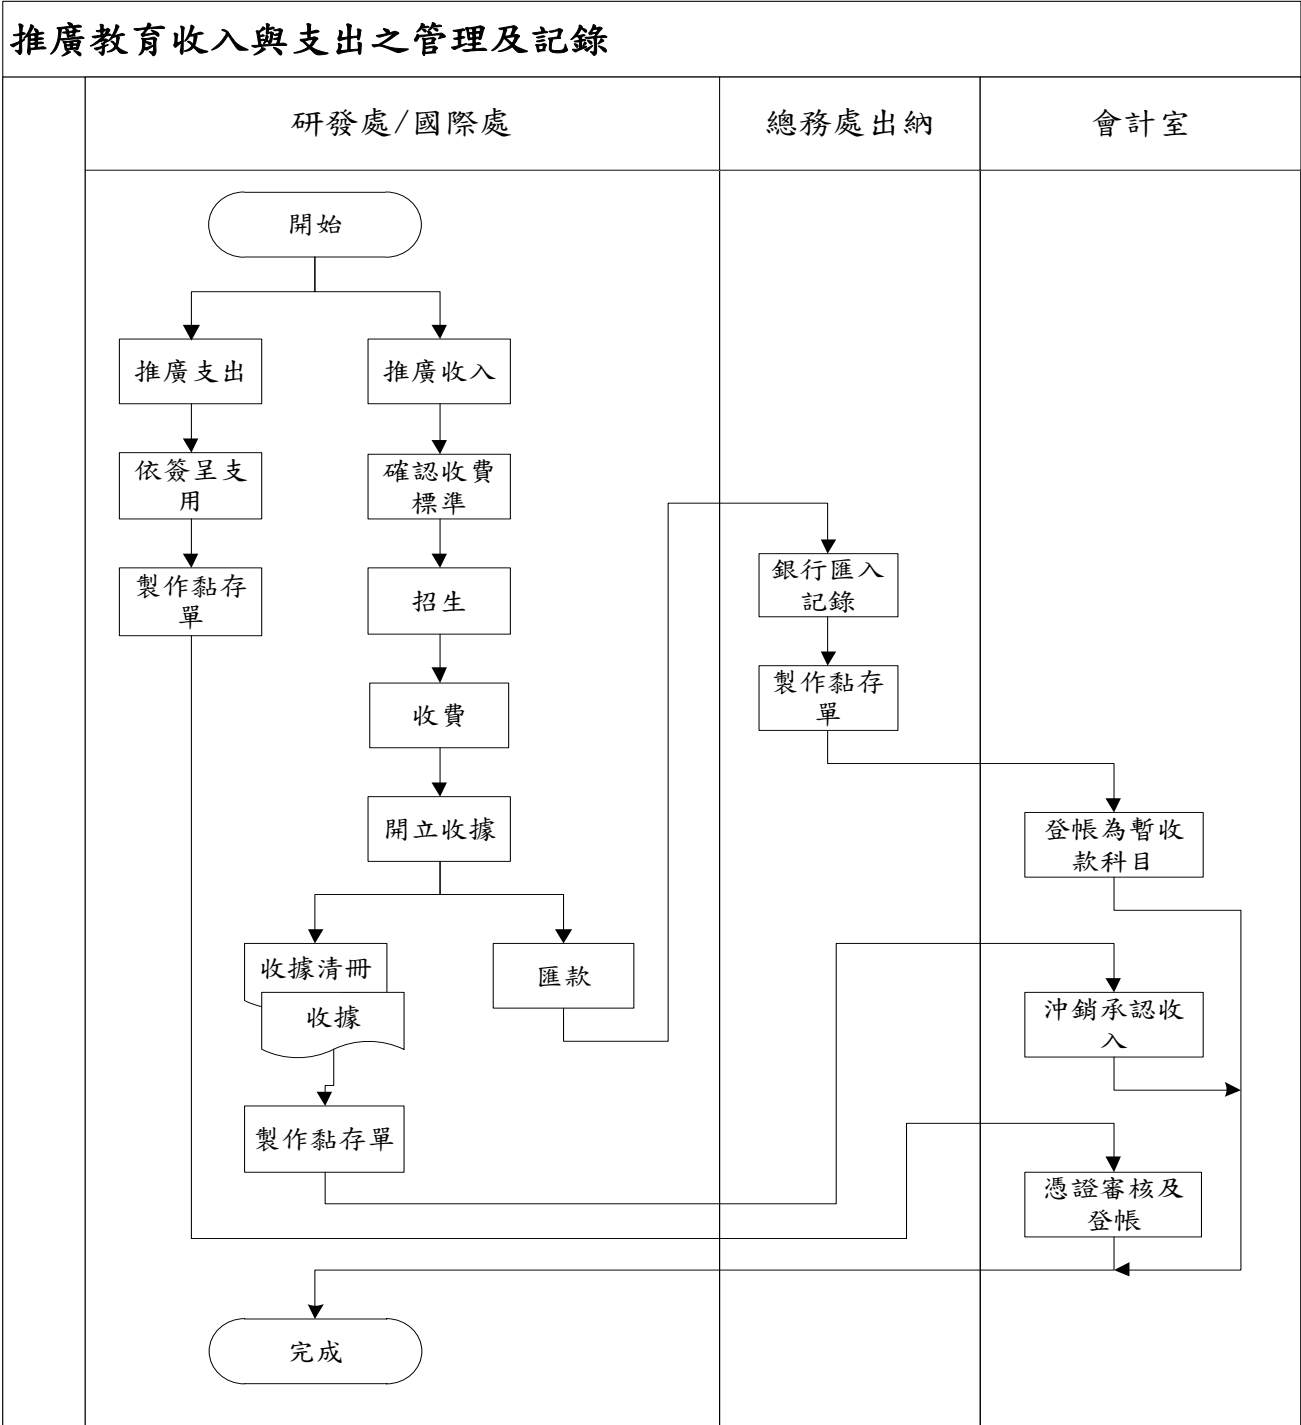 推廣教育收入與支出之管理及記錄
研發處/國際處
總務處出納
會計室
開始
推廣支出
推廣收入
依簽呈支
用
確認收費
標準
製作黏存
單
招生
銀行匯入
記錄
收費
製作黏存
單
開立收據
登帳為暫收
款科目
收據清冊
收據
匯款
沖銷承認收
入
製作黏存單
憑證審核及
登帳
完成